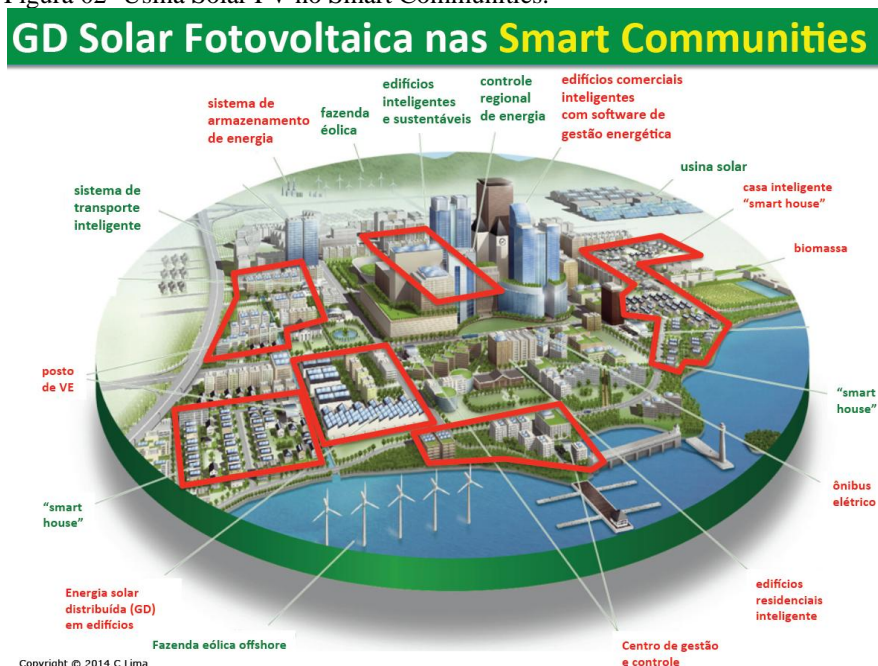 Figura 02- Usina Solar PV no Smart Communities.
GD Solar Fotovoltaica nas Smart Communities
sistema de
armazenamento
de energia
fazenda
éolica
edifícios
inteligentes
e sustentáveis
controle
regional
de energia
edifícios comerciais
inteligentes
com software de
gestão energética
usina solar
sistema de
transporte
inteligente
casa inteligente
“smart house”
biomassa
posto
de VE
“smart
house”
“smart
house”
ônibus
elétrico
Energia solar
distribuída (GD)
em edifícios
edifícios
residenciais
inteligente
Fazenda eólica offshore
Centro de gestão
e controle
Copyright © 2014 C.Lima